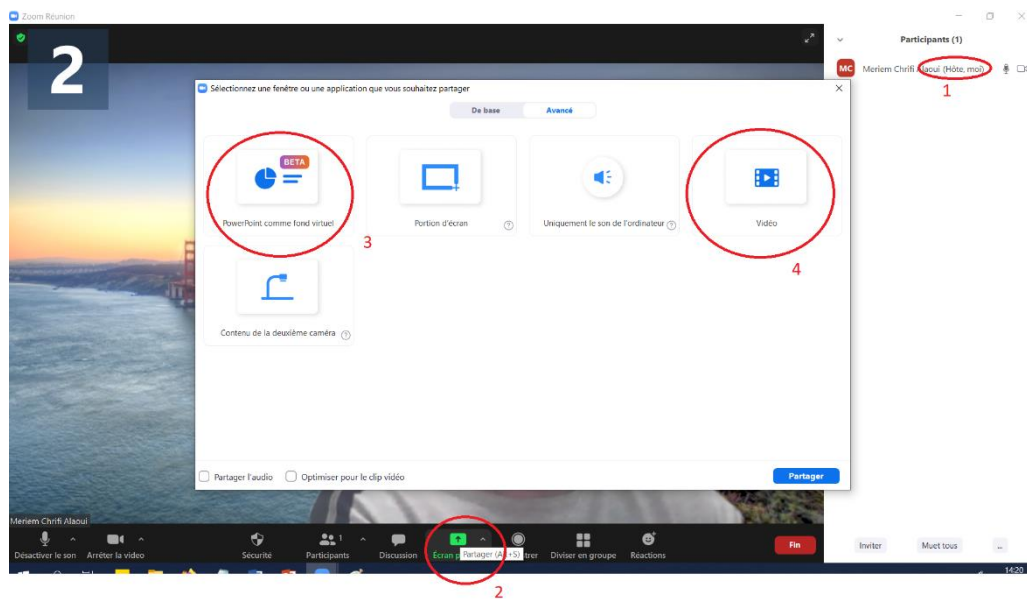 Zoom Réunion
2
Participants (1)
MC Meriem Chrifi Alaoui (Hôte, moi)
1
Sélectionnez une fenêtre ou une application que vous souhaitez partager
De base
Avancé
BETA
PowerPoint comme fond virtuel
3
Portion d'écran
Uniquement le son de l'ordinateur
Vidéo
4
Contenu de la deuxième caméra
Partager l'audio
Optimiser pour le clip vidéo
Partager
Meriem Chrifi Alaoui
1
Désactiver le son
Arrêter la video
Sécurité
Participants
Discussion
Écran
Partager
Diviser en groupe
Réactions
Fin
Inviter
Muet tous
...
14:20
2